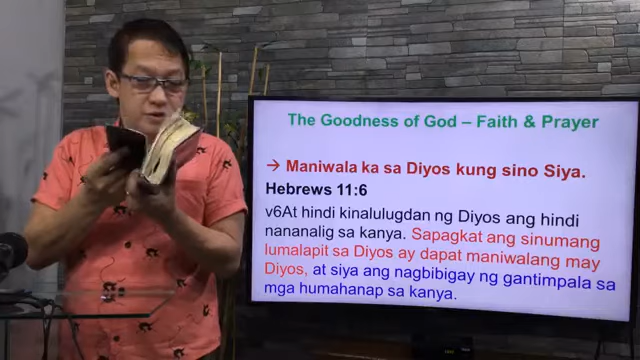 The Goodness of God – Faith & Prayer
→ Maniwala ka sa Diyos kung sino Siya.
Hebrews 11:6
v6At hindi kinalulugdan ng Diyos ang hindi
nananalig sa kanya. Sapagkat ang sinumang
lumalapit sa Diyos ay dapat maniwalang may
Diyos, at siya ang nagbibigay ng gantimpala sa
mga humahanap sa kanya.